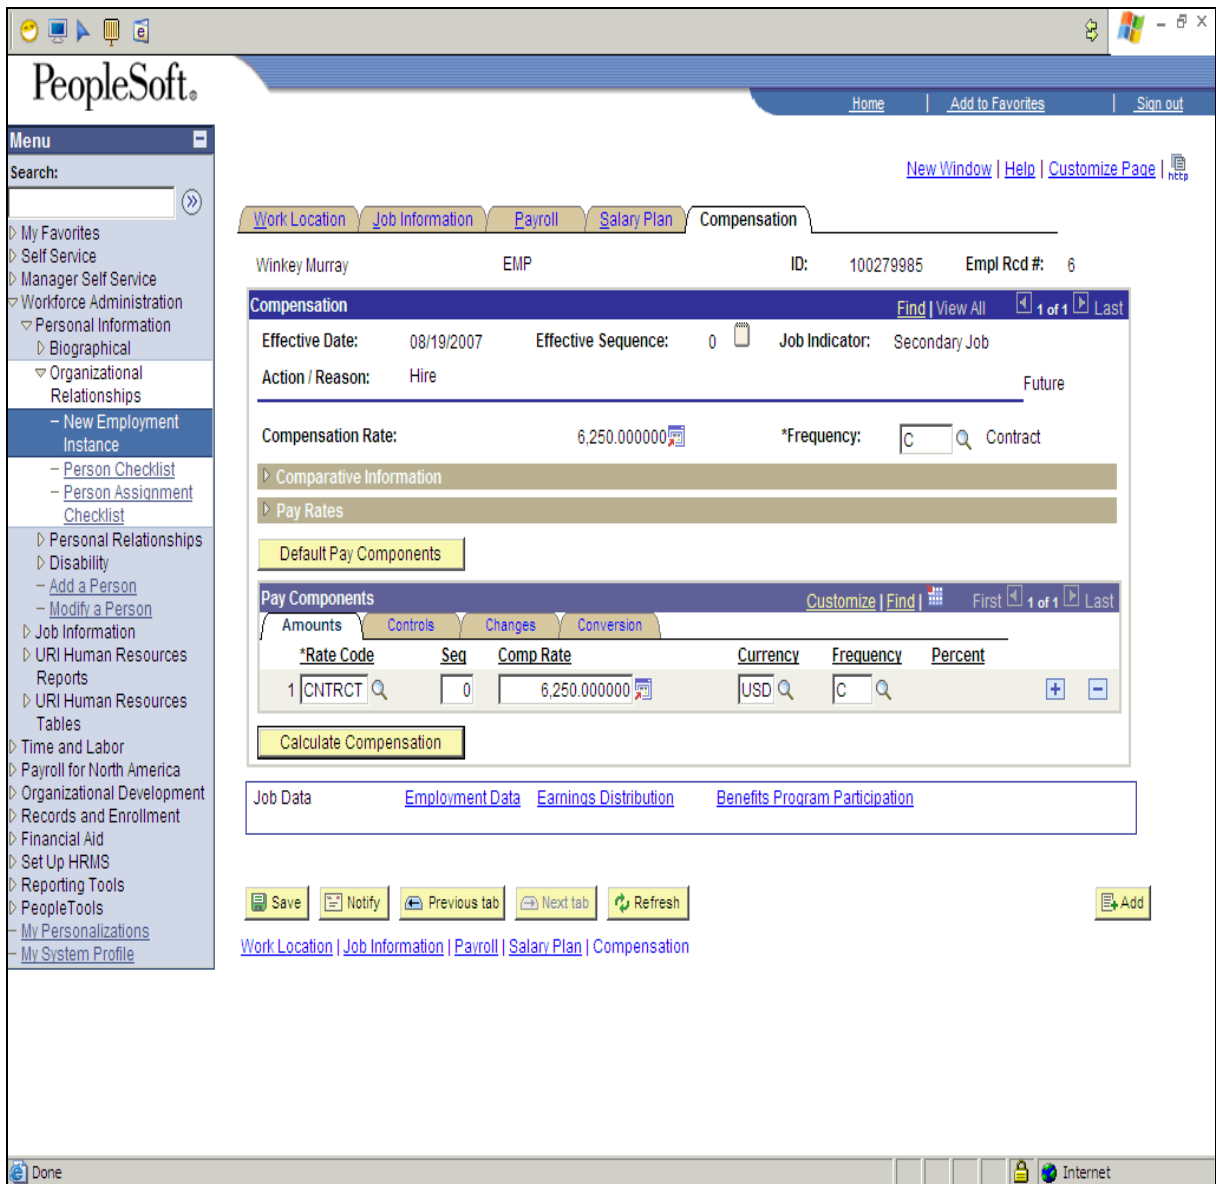 PeopleSoft®
Home | Add to Favorites | Sign out
Menu
Search:
My Favorites
Self Service
Manager Self Service
Workforce Administration
Personal Information
Biographical
Organizational
Relationships
– New Employment
Instance
– Person Checklist
– Person Assignment
Checklist
Personal Relationships
Disability
– Add a Person
– Modify a Person
Job Information
URI Human Resources
Reports
URI Human Resources
Tables
Time and Labor
Payroll for North America
Organizational Development
Records and Enrollment
Financial Aid
Set Up HRMS
Reporting Tools
PeopleTools
– My Personalizations
– My System Profile
New Window | Help | Customize Page | http
Work Location Job Information Payroll Salary Plan Compensation
Winkey Murray EMP ID: 100279985 Empl Rcd #: 6
Compensation Find | View All 1 of 1 Last
Effective Date: 08/19/2007 Effective Sequence: 0 Job Indicator: Secondary Job
Action / Reason: Hire
Future
Compensation Rate: 6,250.000000 *Frequency: C Contract
Comparative Information
Pay Rates
Default Pay Components
Pay Components Customize | Find | First 1 of 1 Last
Amounts Controls Changes Conversion
*Rate Code Seq Comp Rate Currency Frequency Percent
1 CNTRCT 0 6,250.000000 USD C
Calculate Compensation
Job Data Employment Data Earnings Distribution Benefits Program Participation
Save Notify Previous tab Next tab Refresh Add
Work Location | Job Information | Payroll | Salary Plan | Compensation
Done Internet